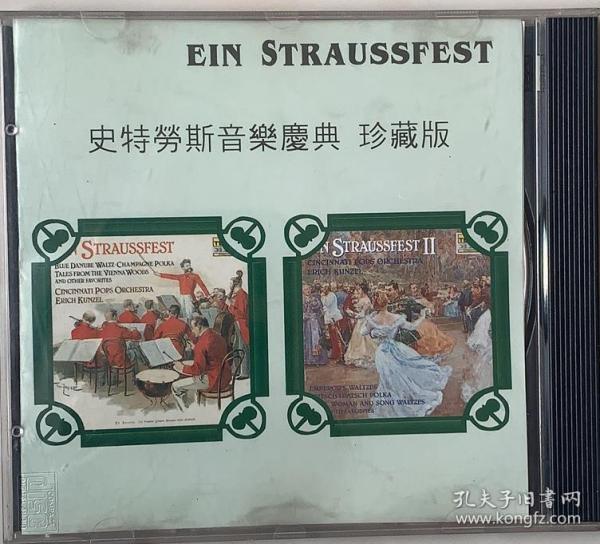 EIN STRAUSSFEST
史特勞斯音樂慶典 珍藏版
STRAUSSFEST
BLUE DANUBE WALTZ·CHAMPAGNE POLKA
TALES FROM THE VIENNA WOODS
AND OTHER FAVORITES
CINCINNATI POPS ORCHESTRA
ERICH KUNZEL
STRAUSSFEST II
CINCINNATI POPS ORCHESTRA
ERICH KUNZEL
EMPEROR'S WALTZES
POLKA
WOMAN AND SONG WALTZES
孔夫子旧书网
www.kongfz.com